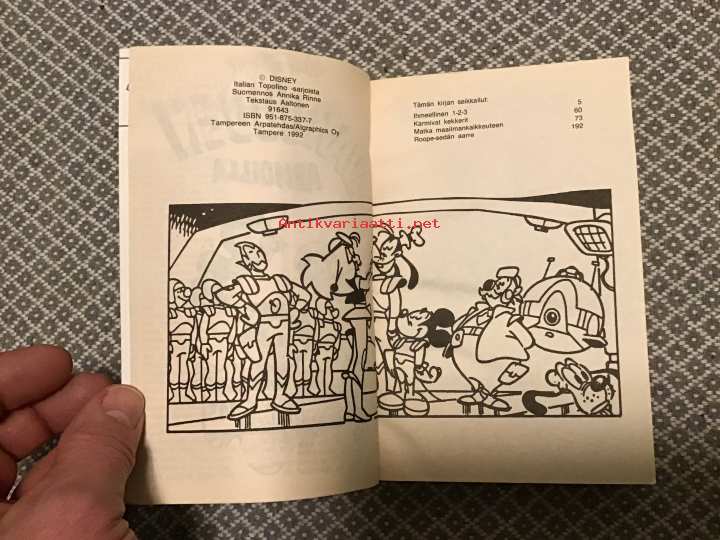 © DISNEY
Italian Topolino -sarjoista
Suomennos Annika Rinne
Tekstaus Aaltonen
91643
ISBN 951-875-337-7
Tampereen Arpatehdas/Algraphics Oy
Tampere 1992
Tämän kirjan seikkailut:
Ihmeellinen 1-2-3 5
Kärmivät kekkerit 60
Matka maailmankaikkeuteen 73
Roope-sedän aarre 192
Antikvariaatti.net